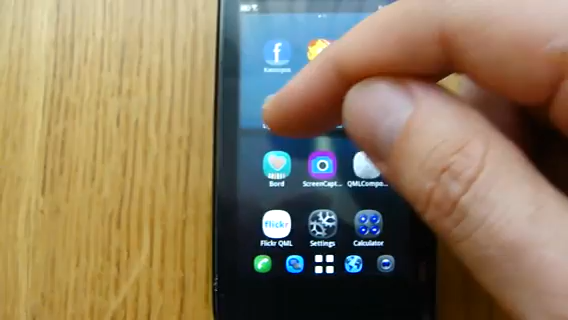 f
Bord ScreenCapt... QMLCompo...
flickr
Flickr QML Settings Calculator